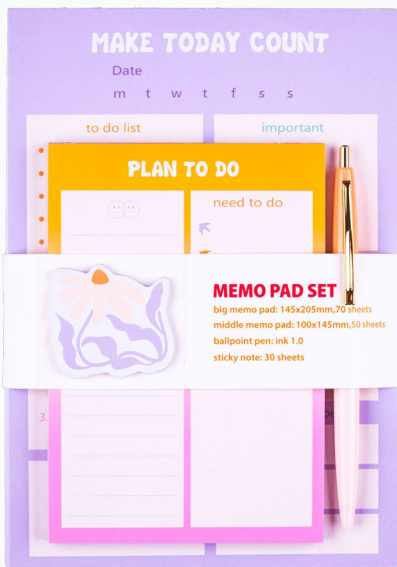 MAKE TODAY COUNT
Date
m t w t f s s
to do list
important
PLAN TO DO
need to do
MEMO PAD SET
big memo pad: 145x205mm,70 sheets
middle memo pad: 100x145mm,50 sheets
ballpoint pen: ink 1.0
sticky note: 30 sheets
3.